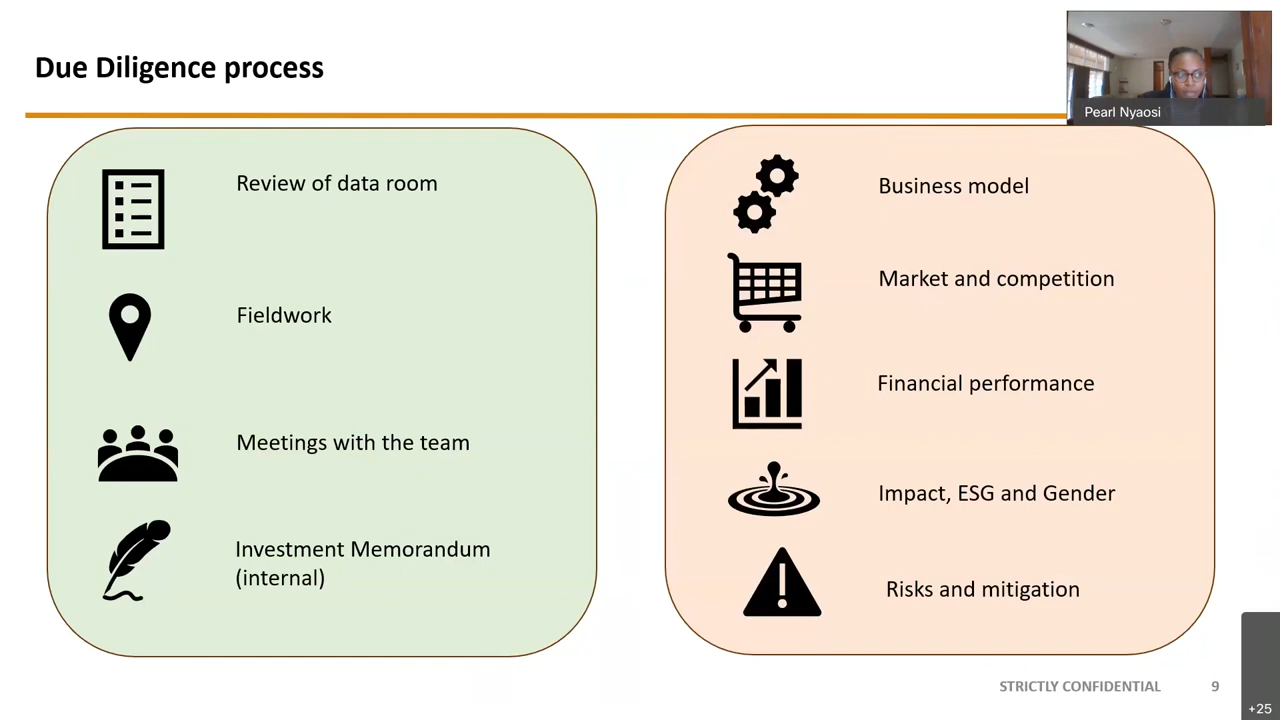 Due Diligence process
Pearl Nyaosi
Review of data room
Fieldwork
Meetings with the team
Investment Memorandum
(internal)
Business model
Market and competition
Financial performance
Impact, ESG and Gender
Risks and mitigation
STRICTLY CONFIDENTIAL 9
+25